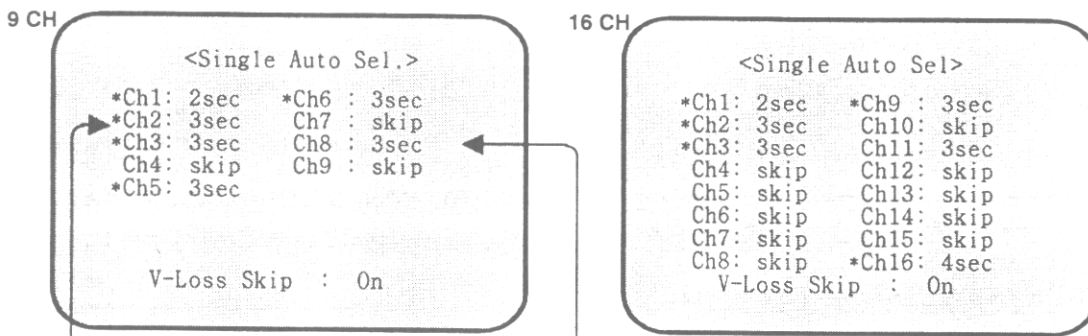 9 CH
<Single Auto Sel.>
*Ch1: 2sec *Ch6 : 3sec
*Ch2: 3sec Ch7 : skip
*Ch3: 3sec Ch8 : 3sec
Ch4: skip Ch9 : skip
*Ch5: 3sec
V-Loss Skip : On
16 CH
<Single Auto Sel>
*Ch1: 2sec *Ch9 : 3sec
*Ch2: 3sec Ch10: skip
*Ch3: 3sec Ch11: 3sec
Ch4: skip Ch12: skip
Ch5: skip Ch13: skip
Ch6: skip Ch14: skip
Ch7: skip Ch15: skip
Ch8: skip *Ch16: 4sec
V-Loss Skip : On